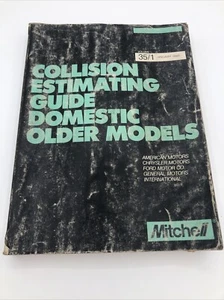 35/1
COLLISION
ESTIMATING
GUIDE
DOMESTIC
OLDER MODELS
AMERICAN MOTORS
CHRYSLER MOTORS
FORD MOTOR CO.
GENERAL MOTORS
INTERNATIONAL
Mitchell